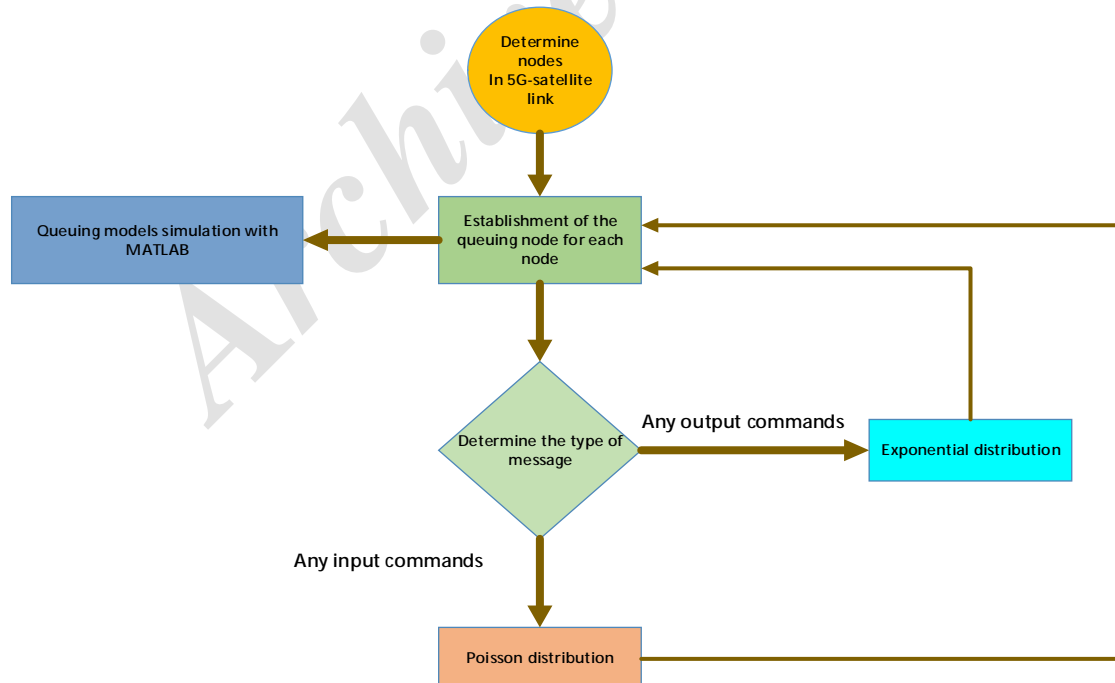 Determine
nodes
In 5G-satellite
link
Queuing models simulation with
MATLAB
Establishment of the
queuing node for each
node
Determine the type of
message
Any output commands
Exponential distribution
Any input commands
Poisson distribution